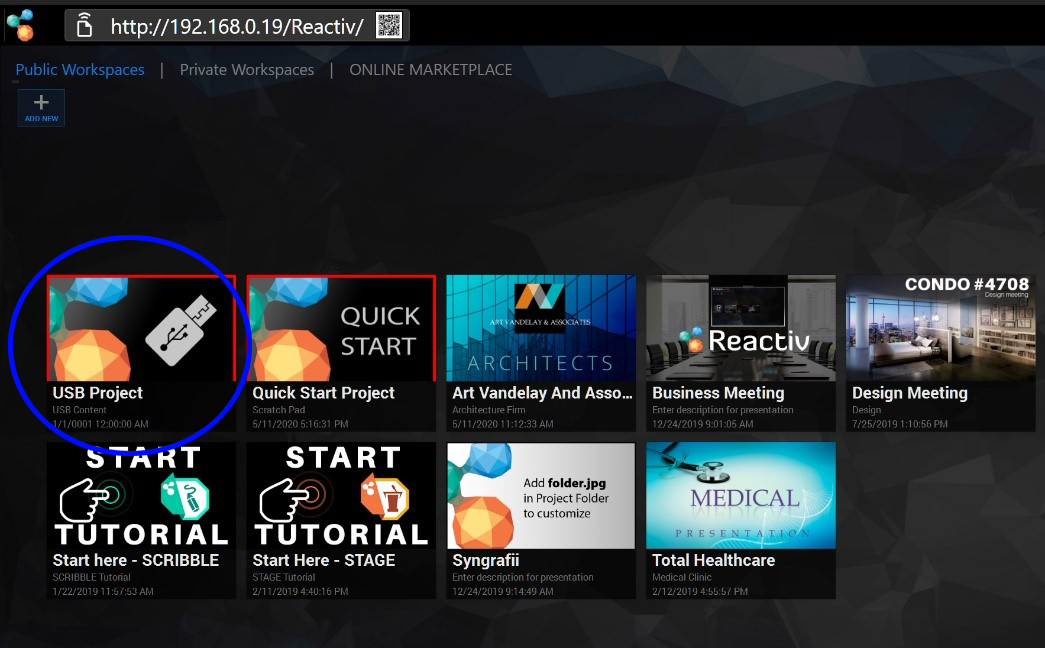 http://192.168.0.19/Reactiv/
Public Workspaces | Private Workspaces | ONLINE MARKETPLACE
+
ADD NEW
QUICK
START
ART VANDELAY & ASSOCIATES
ARCHITECTS
Reactiv
CONDO #4708
Design meeting
USB Project
USB Content
1/1/0001 12:00:00 AM
Quick Start Project
Scratch Pad
5/11/2020 5:16:31 PM
Art Vandelay And Asso...
Architecture Firm
5/11/2020 11:12:33 AM
Business Meeting
Enter description for presentation
12/24/2019 9:01:05 AM
Design Meeting
Design
7/25/2019 1:10:56 PM
START
TUTORIAL
Start here - SCRIBBLE
SCRIBBLE Tutorial
1/22/2019 11:57:53 AM
START
TUTORIAL
Start Here - STAGE
STAGE Tutorial
2/11/2019 4:40:16 PM
Add folder.jpg
in Project Folder
to customize
Syngrafii
Enter description for presentation
12/24/2019 9:14:49 AM
MEDICAL
PRESENTATION
Total Healthcare
Medical Clinic
2/12/2019 4:55:57 PM